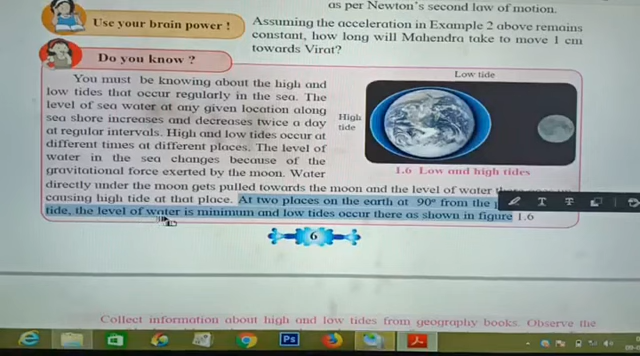 as per Newton's second law of motion.
Use your brain power !
Assuming the acceleration in Example 2 above remains
constant, how long will Mahendra take to move 1 cm
towards Virat?
Do you know ?
You must be knowing about the high and
low tides that occur regularly in the sea. The
level of sea water at any given location along
sea shore increases and decreases twice a day
at regular intervals. High and low tides occur at
different times at different places. The level of
water in the sea changes because of the
gravitational force exerted by the moon. Water
directly under the moon gets pulled towards the moon and the level of water
causing high tide at that place. At two places on the earth at 90° from the
tide, the level of water is minimum and low tides occur there as shown in figure 1.6
Low tide
High
tide
1.6 Low and high tides
6
Collect information about high and low tides from geography books. Observe the
Ps